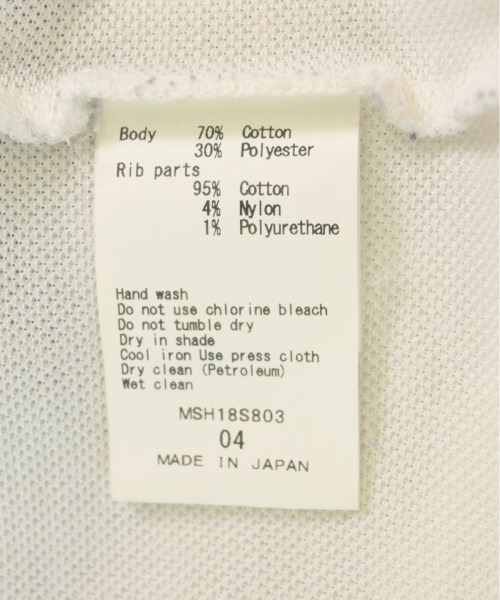 Body 70% Cotton
30% Polyester
Rib parts
95% Cotton
4% Nylon
1% Polyurethane
Hand wash
Do not use chlorine bleach
Do not tumble dry
Dry in shade
Cool iron Use press cloth
Dry clean (Petroleum)
Wet clean
MSH18S803
04
MADE IN JAPAN